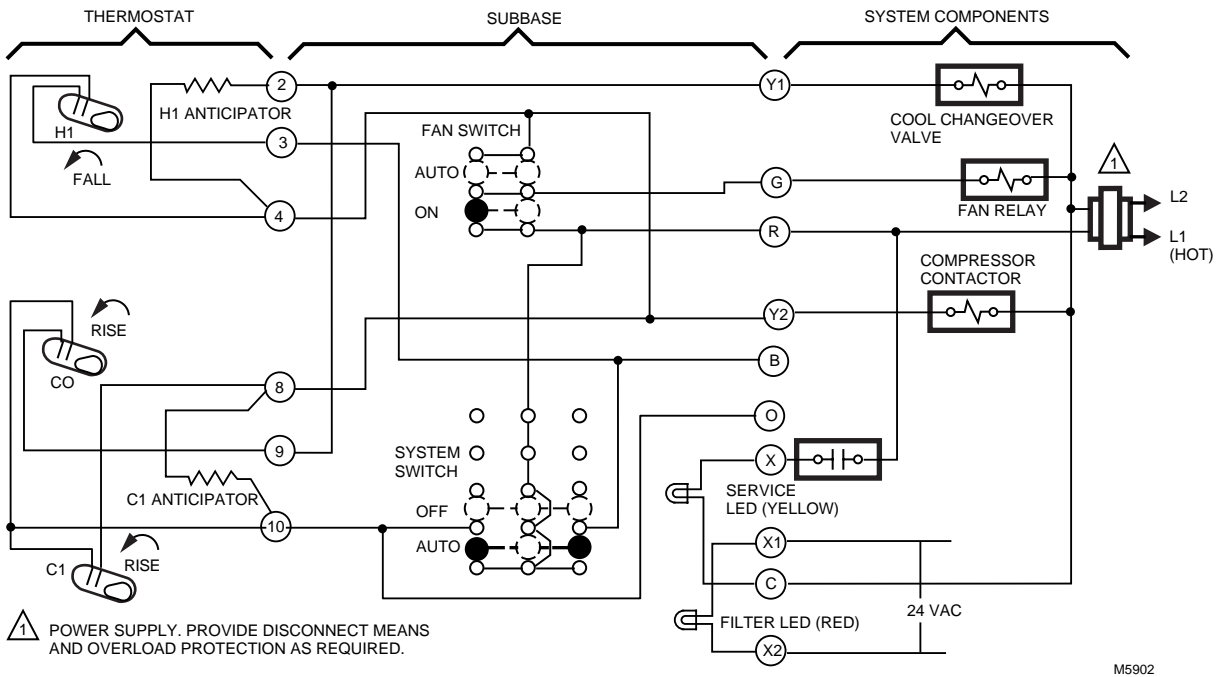 THERMOSTAT
SUBBASE
SYSTEM COMPONENTS
2
Y1
H1 ANTICIPATOR
COOL CHANGEOVER
VALVE
H1
3
FAN SWITCH
1
FALL
AUTO
G
L2
4
ON
FAN RELAY
R
L1
(HOT)
COMPRESSOR
CONTACTOR
RISE
Y2
CO
B
8
O
9
SYSTEM
SWITCH
X
C1 ANTICIPATOR
SERVICE
LED (YELLOW)
OFF
10
AUTO
X1
C1
RISE
C
24 VAC
FILTER LED (RED)
1
POWER SUPPLY. PROVIDE DISCONNECT MEANS
AND OVERLOAD PROTECTION AS REQUIRED.
X2
M5902